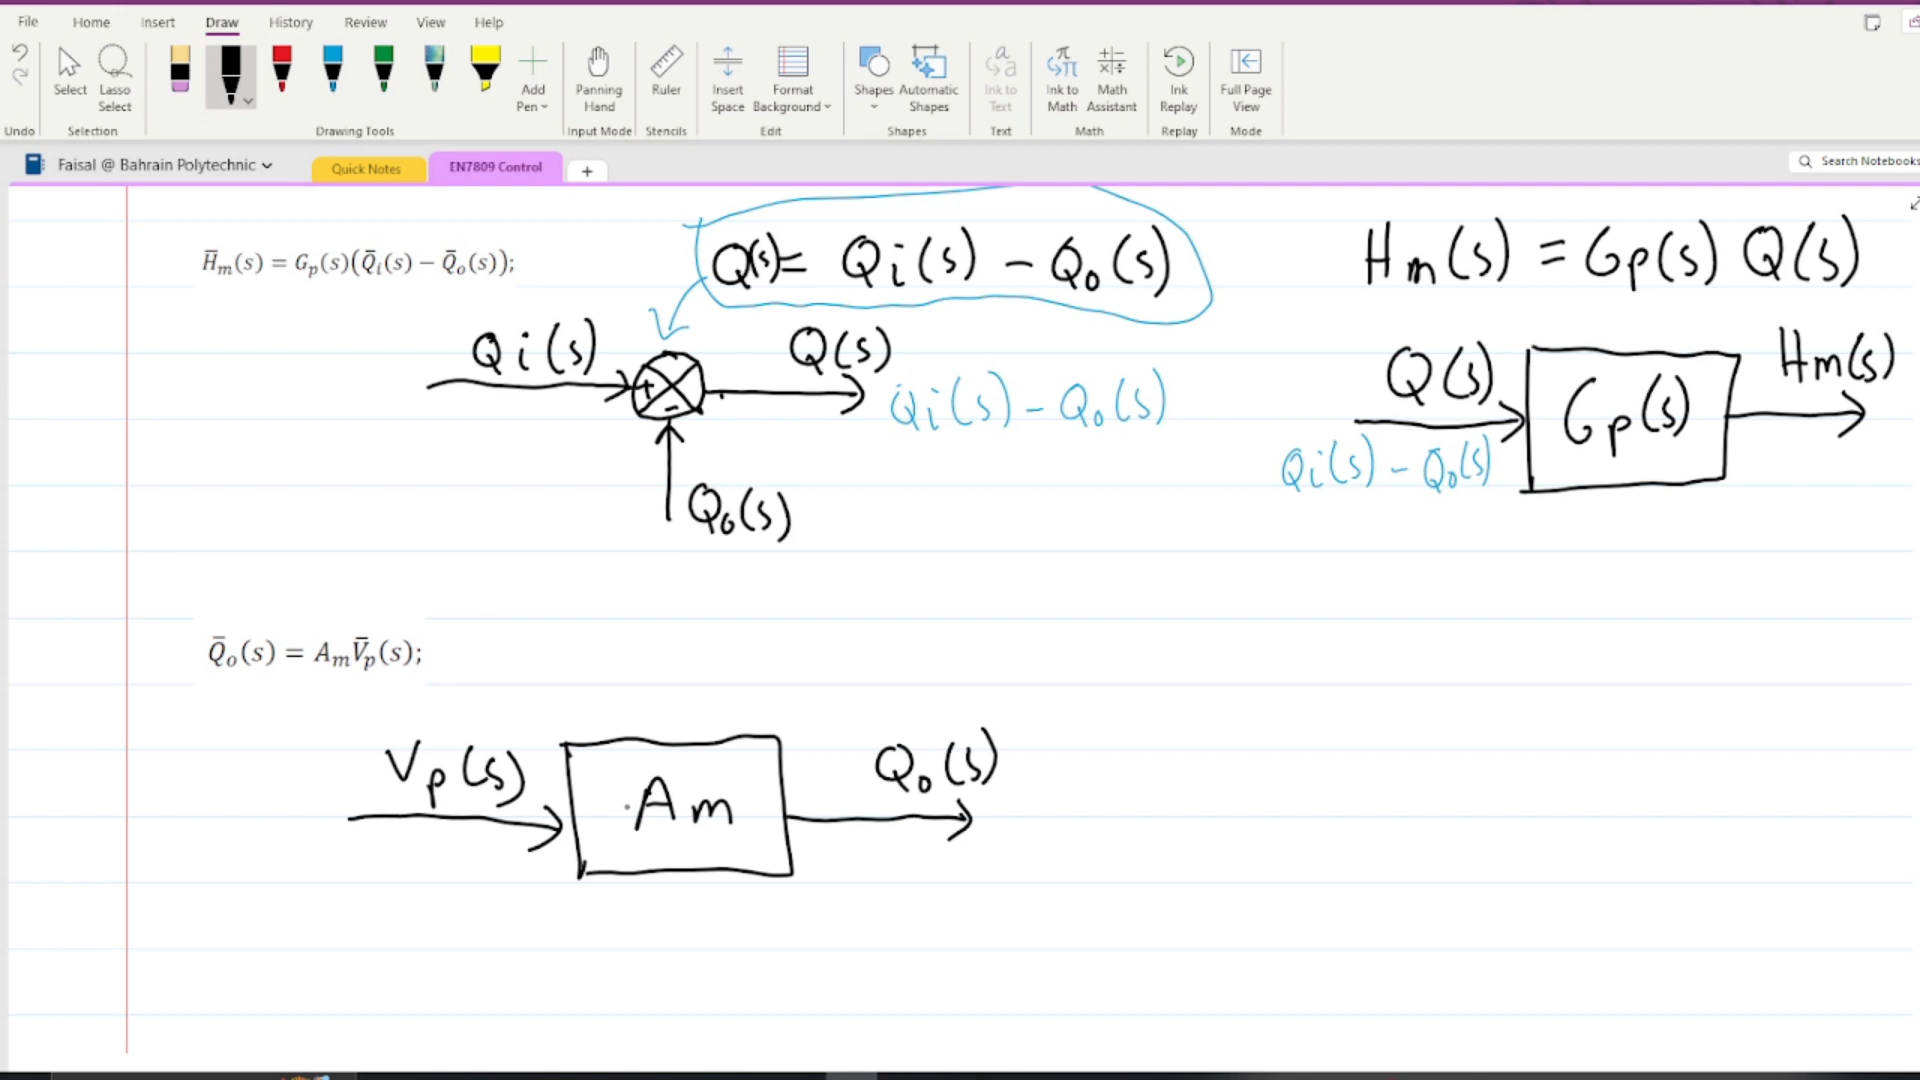 File Home Insert Draw History Review View Help
Select Lasso Select Add Pen Panning Hand Ruler Insert Space Format Background Shapes Automatic Shapes Ink to Text Ink to Math Math Assistant Ink Replay Full Page View
Undo Selection Drawing Tools Input Mode Stencils Edit Shapes Text Math Replay Mode
Faisal @ Bahrain Polytechnic Quick Notes EN7809 Control + Search Notebooks
H̅ₘ(s) = Gₚ(s)(Q̅ᵢ(s) − Q̅ₒ(s));
Q(s) = Qi(s) - Qo(s)
Hm(s) = Gp(s) Q(s)
Qi(s) + - Q(s)
Qi(s) - Qo(s)
Qo(s)
Q(s) Gp(s) Hm(s)
Qi(s) - Qo(s)
Q̅ₒ(s) = AₘV̅ₚ(s);
Vp(s) Am Qo(s)